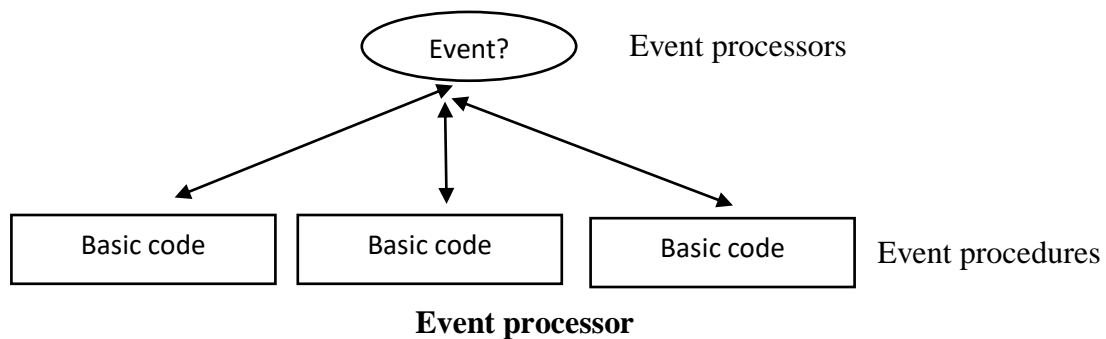 Event?
Event processors
Basic code
Basic code
Basic code
Event procedures
Event processor